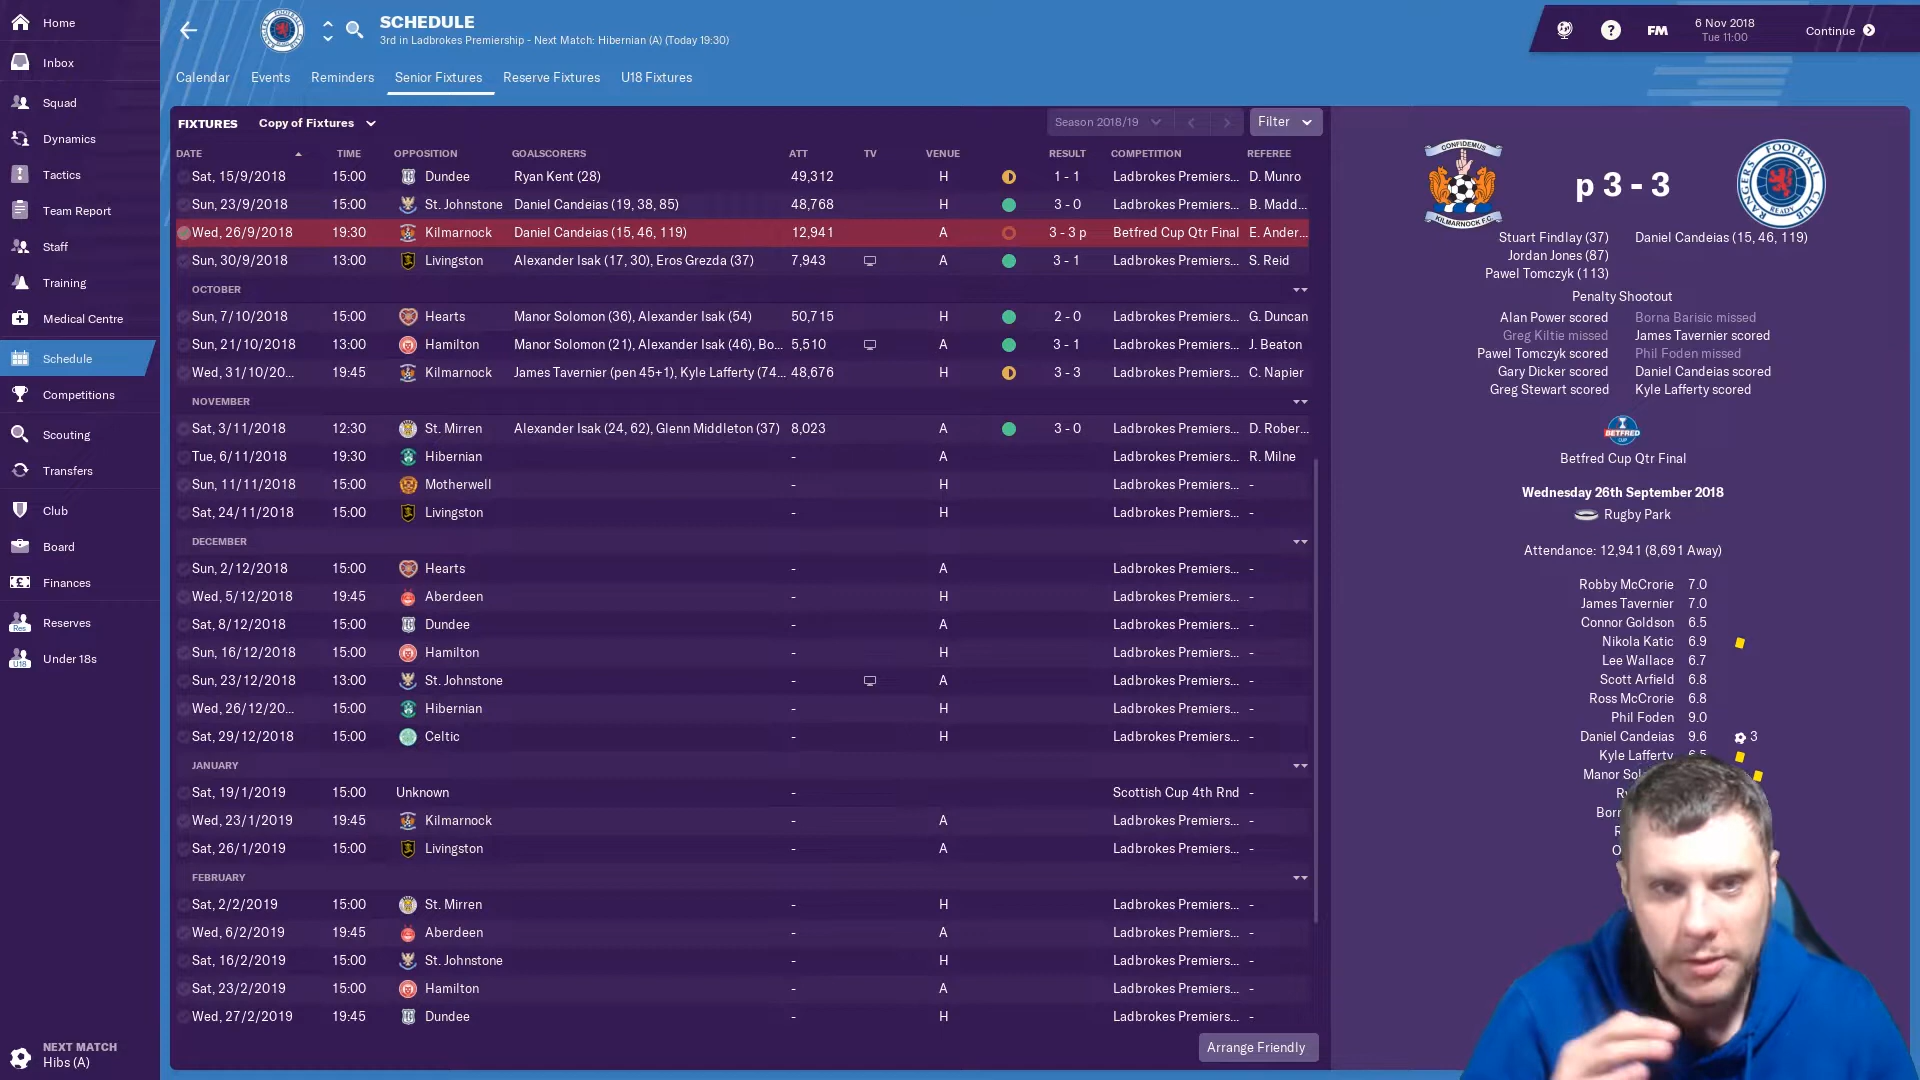 Home
Inbox
Squad
Dynamics
Tactics
Team Report
Staff
Training
Medical Centre
Schedule
Competitions
Scouting
Transfers
Club
Board
Finances
Reserves
Under 18s
NEXT MATCH
Hibs (A)
SCHEDULE
3rd in Ladbrokes Premiership - Next Match: Hibernian (A) (Today 19:30)
FM
6 Nov 2018
Tue 11:00
Continue
Calendar Events Reminders Senior Fixtures Reserve Fixtures U18 Fixtures
FIXTURES Copy of Fixtures Season 2018/19 Filter
DATE TIME OPPOSITION GOALSCORERS ATT TV VENUE RESULT COMPETITION REFEREE
Sat, 15/9/2018 15:00 Dundee Ryan Kent (28) 49,312 H 1 - 1 Ladbrokes Premiers... D. Munro
Sun, 23/9/2018 15:00 St. Johnstone Daniel Candeias (19, 38, 85) 48,768 H 3 - 0 Ladbrokes Premiers... B. Madd...
Wed, 26/9/2018 19:30 Kilmarnock Daniel Candeias (15, 46, 119) 12,941 A 3 - 3 p Betfred Cup Qtr Final E. Ander...
Sun, 30/9/2018 13:00 Livingston Alexander Isak (17, 30), Eros Grezda (37) 7,943 A 3 - 1 Ladbrokes Premiers... S. Reid
OCTOBER
Sun, 7/10/2018 15:00 Hearts Manor Solomon (36), Alexander Isak (54) 50,715 H 2 - 0 Ladbrokes Premiers... G. Duncan
Sun, 21/10/2018 13:00 Hamilton Manor Solomon (21), Alexander Isak (46), Bo... 5,510 A 3 - 1 Ladbrokes Premiers... J. Beaton
Wed, 31/10/20... 19:45 Kilmarnock James Tavernier (pen 45+1), Kyle Lafferty (74... 48,676 H 3 - 3 Ladbrokes Premiers... C. Napier
NOVEMBER
Sat, 3/11/2018 12:30 St. Mirren Alexander Isak (24, 62), Glenn Middleton (37) 8,023 A 3 - 0 Ladbrokes Premiers... D. Rober...
Tue, 6/11/2018 19:30 Hibernian - A Ladbrokes Premiers... R. Milne
Sun, 11/11/2018 15:00 Motherwell - H Ladbrokes Premiers... -
Sat, 24/11/2018 15:00 Livingston - H Ladbrokes Premiers... -
DECEMBER
Sun, 2/12/2018 15:00 Hearts - A Ladbrokes Premiers... -
Wed, 5/12/2018 19:45 Aberdeen - H Ladbrokes Premiers... -
Sat, 8/12/2018 15:00 Dundee - A Ladbrokes Premiers... -
Sun, 16/12/2018 15:00 Hamilton - H Ladbrokes Premiers... -
Sun, 23/12/2018 13:00 St. Johnstone - A Ladbrokes Premiers... -
Wed, 26/12/20... 15:00 Hibernian - H Ladbrokes Premiers... -
Sat, 29/12/2018 15:00 Celtic - H Ladbrokes Premiers... -
JANUARY
Sat, 19/1/2019 15:00 Unknown - Scottish Cup 4th Rnd -
Wed, 23/1/2019 19:45 Kilmarnock - A Ladbrokes Premiers... -
Sat, 26/1/2019 15:00 Livingston - A Ladbrokes Premiers... -
FEBRUARY
Sat, 2/2/2019 15:00 St. Mirren - H Ladbrokes Premiers... -
Wed, 6/2/2019 19:45 Aberdeen - A Ladbrokes Premiers... -
Sat, 16/2/2019 15:00 St. Johnstone - H Ladbrokes Premiers... -
Sat, 23/2/2019 15:00 Hamilton - A Ladbrokes Premiers... -
Wed, 27/2/2019 19:45 Dundee - H Ladbrokes Premiers... -
Arrange Friendly
CONFIDEMUS
KILMARNOCK F.C.
p 3 - 3
RANGERS FOOTBALL CLUB
READY
Stuart Findlay (37) Daniel Candeias (15, 46, 119)
Jordan Jones (87)
Pawel Tomczyk (113)
Penalty Shootout
Alan Power scored Borna Barisic missed
Greg Kiltie missed James Tavernier scored
Pawel Tomczyk scored Phil Foden missed
Gary Dicker scored Daniel Candeias scored
Greg Stewart scored Kyle Lafferty scored
BETFRED
CUP
Betfred Cup Qtr Final
Wednesday 26th September 2018
Rugby Park
Attendance: 12,941 (8,691 Away)
Robby McCrorie 7.0
James Tavernier 7.0
Connor Goldson 6.5
Nikola Katic 6.9
Lee Wallace 6.7
Scott Arfield 6.8
Ross McCrorie 6.8
Phil Foden 9.0
Daniel Candeias 9.6 3
Kyle Lafferty 6.5
Manor Sol